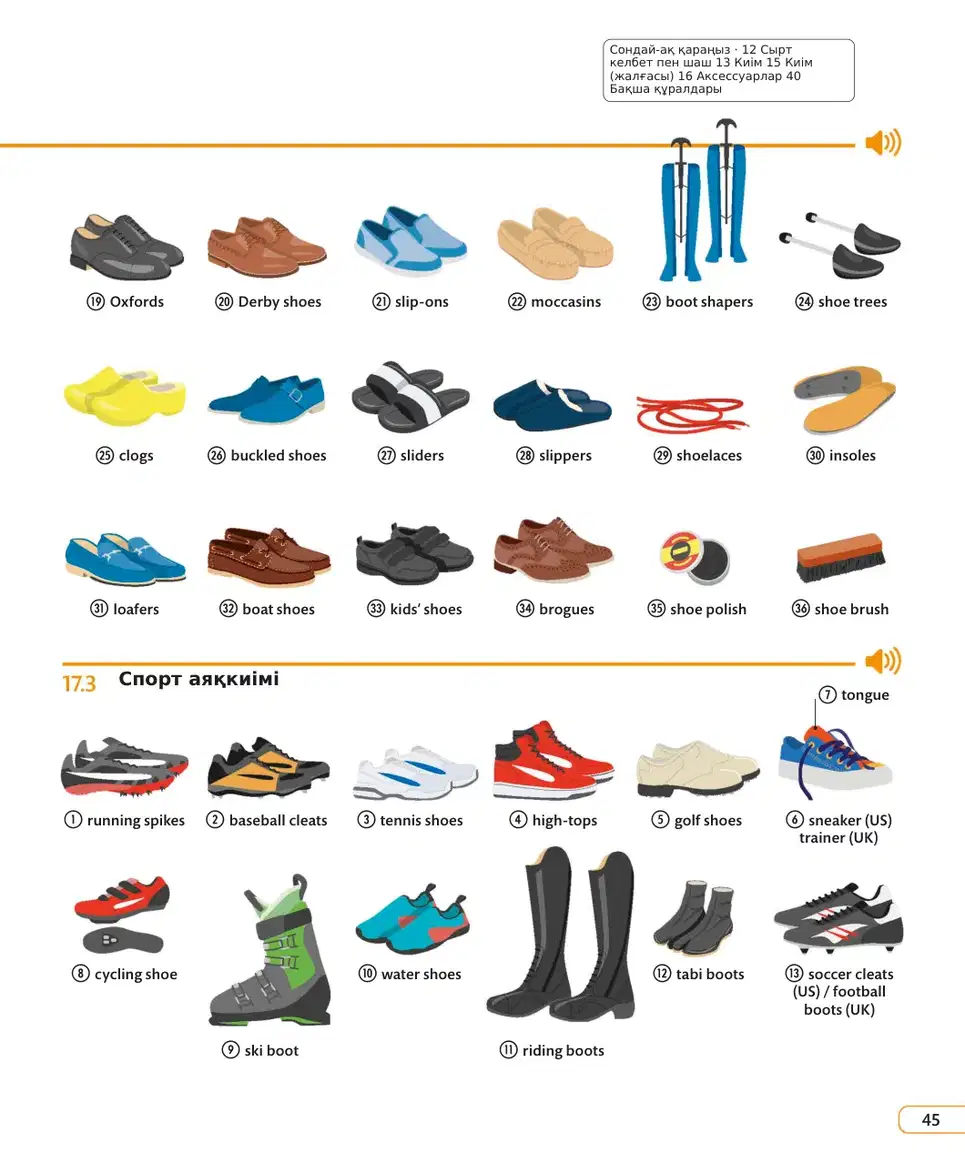 Сондай-ақ қараңыз · 12 Сырт
келбет пен шаш 13 Киім 15 Киім
(жалғасы) 16 Аксессуарлар 40
Бақша құралдары
⑲ Oxfords
⑳ Derby shoes
㉑ slip-ons
㉒ moccasins
㉓ boot shapers
㉔ shoe trees
㉕ clogs
㉖ buckled shoes
㉗ sliders
㉘ slippers
㉙ shoelaces
㉚ insoles
㉛ loafers
㉜ boat shoes
㉝ kids' shoes
㉞ brogues
㉟ shoe polish
㊱ shoe brush
17.3 Спорт аяқкиімі
⑦ tongue
① running spikes
② baseball cleats
③ tennis shoes
④ high-tops
⑤ golf shoes
⑥ sneaker (US)
trainer (UK)
⑧ cycling shoe
⑩ water shoes
⑫ tabi boots
⑬ soccer cleats
(US) / football
boots (UK)
⑨ ski boot
⑪ riding boots
45